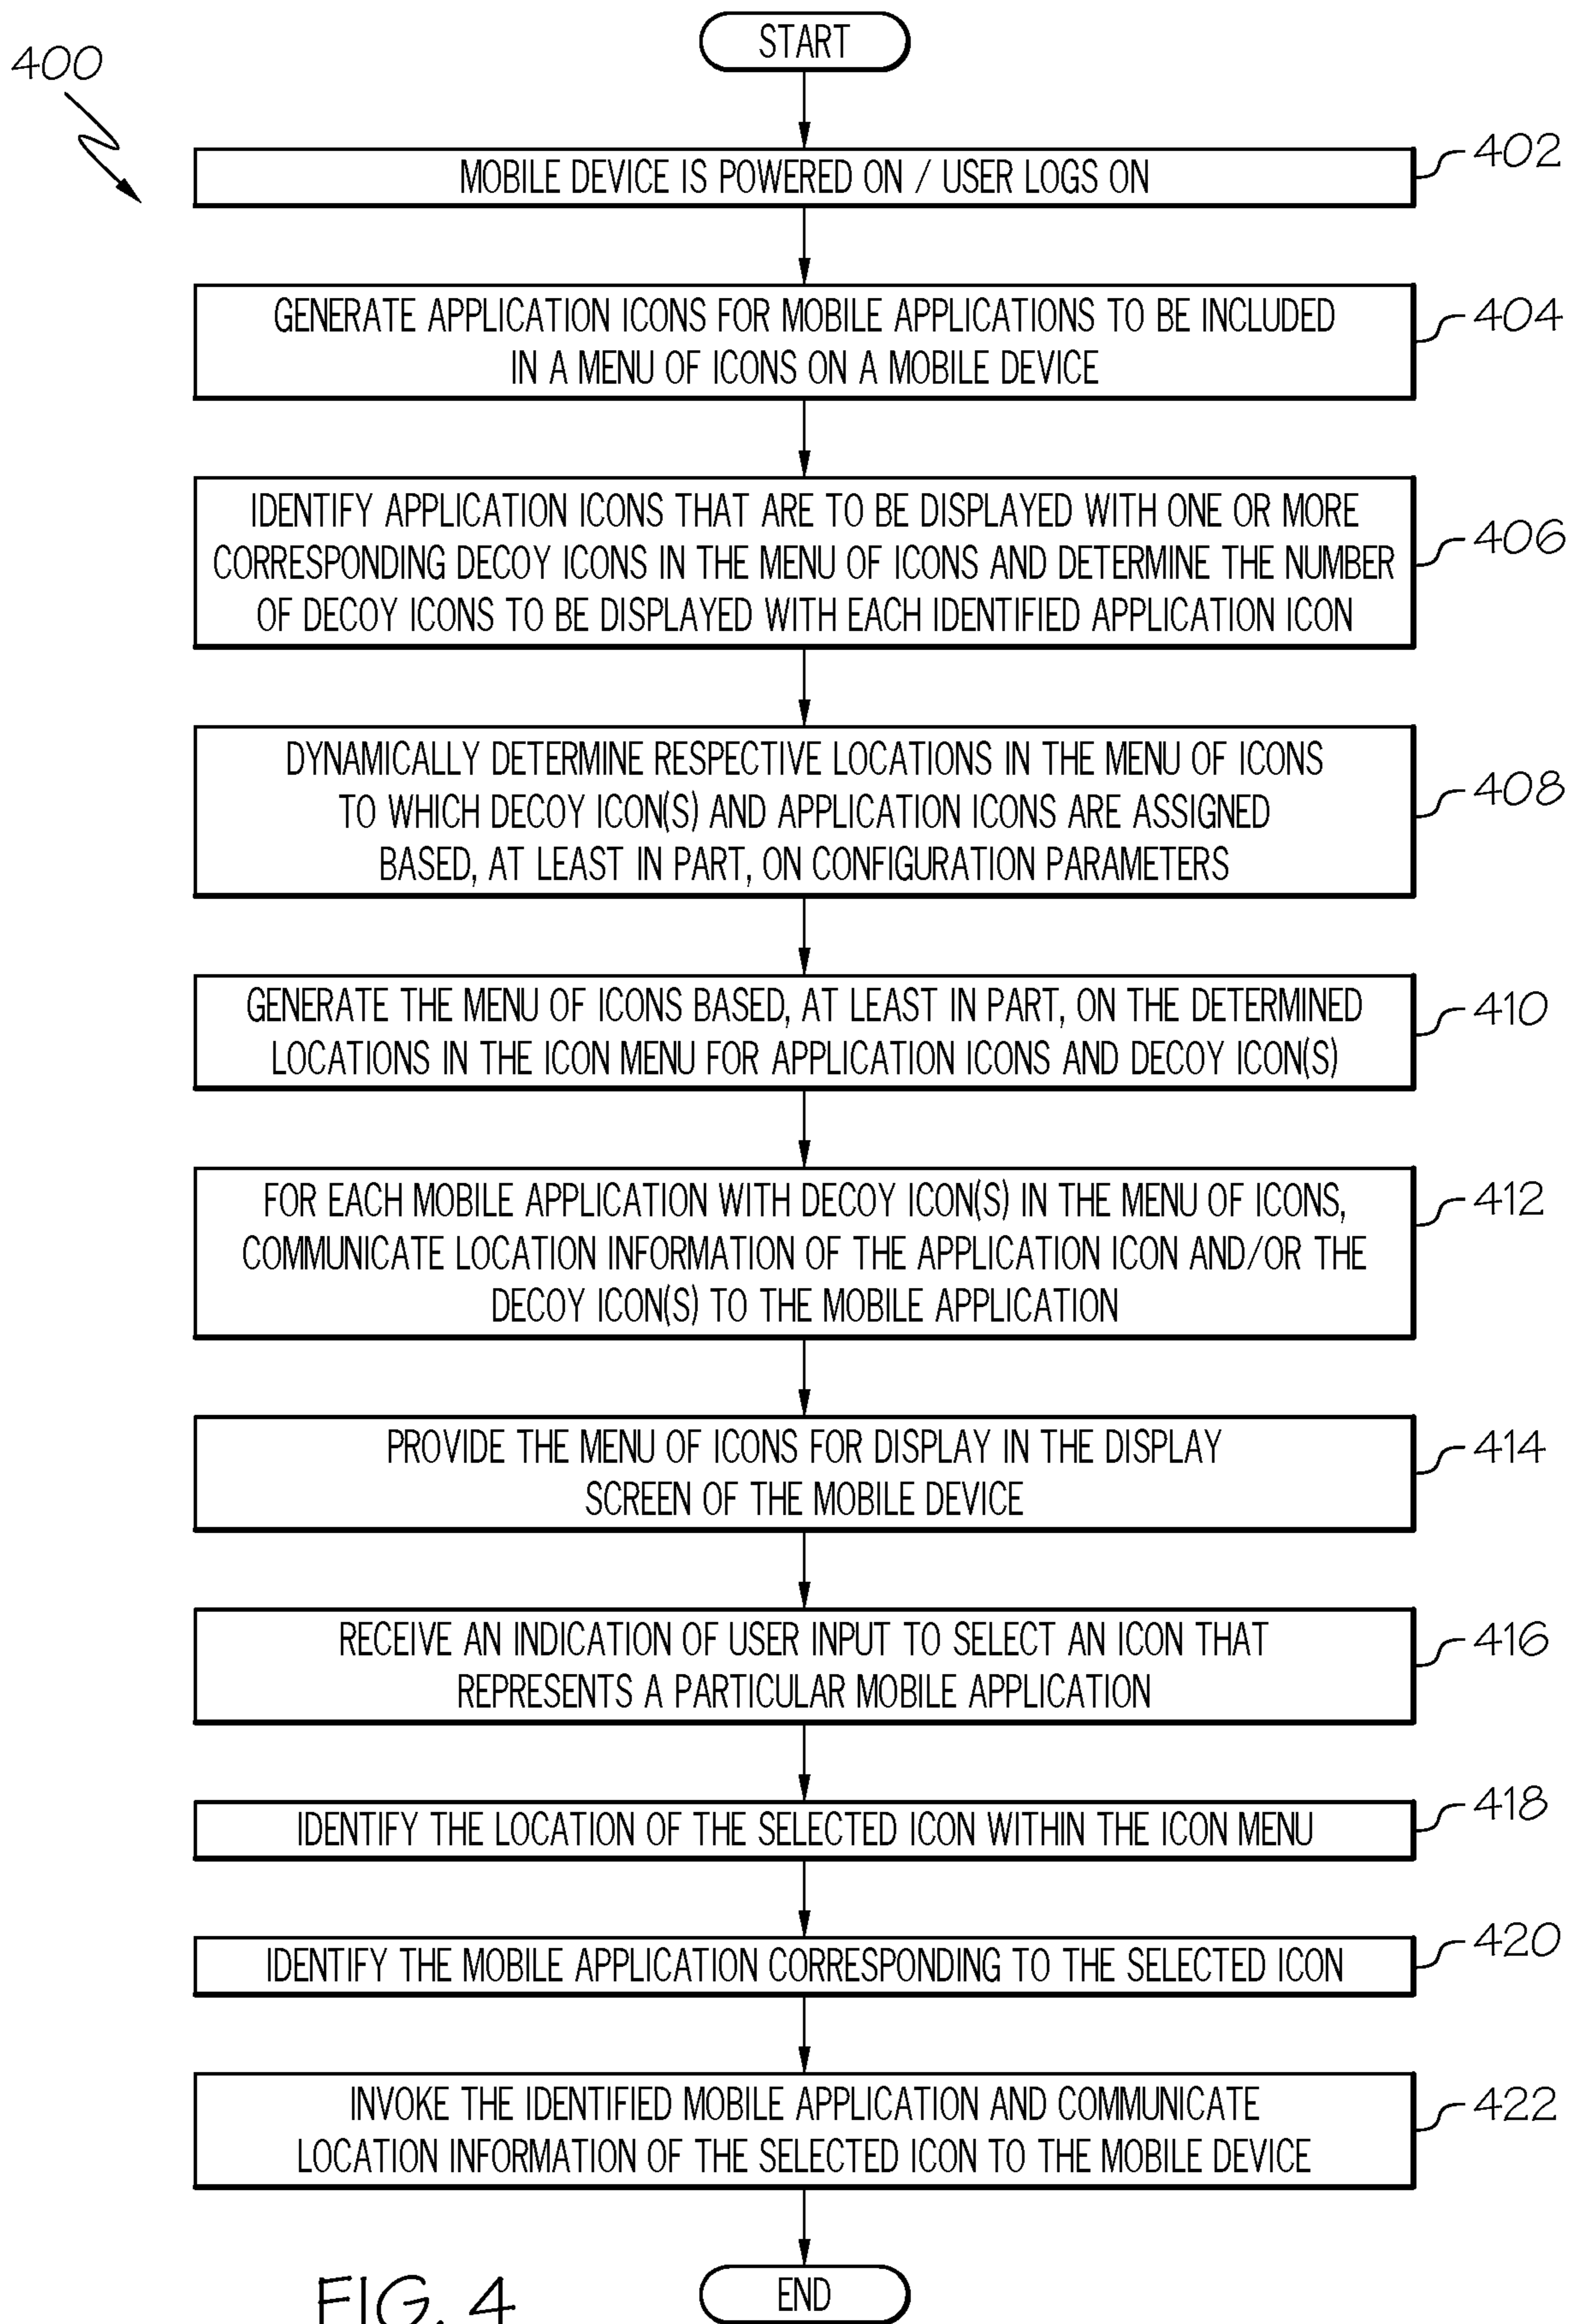 START
400
MOBILE DEVICE IS POWERED ON / USER LOGS ON
402
GENERATE APPLICATION ICONS FOR MOBILE APPLICATIONS TO BE INCLUDED
IN A MENU OF ICONS ON A MOBILE DEVICE
404
IDENTIFY APPLICATION ICONS THAT ARE TO BE DISPLAYED WITH ONE OR MORE
CORRESPONDING DECOY ICONS IN THE MENU OF ICONS AND DETERMINE THE NUMBER
OF DECOY ICONS TO BE DISPLAYED WITH EACH IDENTIFIED APPLICATION ICON
406
DYNAMICALLY DETERMINE RESPECTIVE LOCATIONS IN THE MENU OF ICONS
TO WHICH DECOY ICON(S) AND APPLICATION ICONS ARE ASSIGNED
BASED, AT LEAST IN PART, ON CONFIGURATION PARAMETERS
408
GENERATE THE MENU OF ICONS BASED, AT LEAST IN PART, ON THE DETERMINED
LOCATIONS IN THE ICON MENU FOR APPLICATION ICONS AND DECOY ICON(S)
410
FOR EACH MOBILE APPLICATION WITH DECOY ICON(S) IN THE MENU OF ICONS,
COMMUNICATE LOCATION INFORMATION OF THE APPLICATION ICON AND/OR THE
DECOY ICON(S) TO THE MOBILE APPLICATION
412
PROVIDE THE MENU OF ICONS FOR DISPLAY IN THE DISPLAY
SCREEN OF THE MOBILE DEVICE
414
RECEIVE AN INDICATION OF USER INPUT TO SELECT AN ICON THAT
REPRESENTS A PARTICULAR MOBILE APPLICATION
416
IDENTIFY THE LOCATION OF THE SELECTED ICON WITHIN THE ICON MENU
418
IDENTIFY THE MOBILE APPLICATION CORRESPONDING TO THE SELECTED ICON
420
INVOKE THE IDENTIFIED MOBILE APPLICATION AND COMMUNICATE
LOCATION INFORMATION OF THE SELECTED ICON TO THE MOBILE DEVICE
422
END
FIG. 4